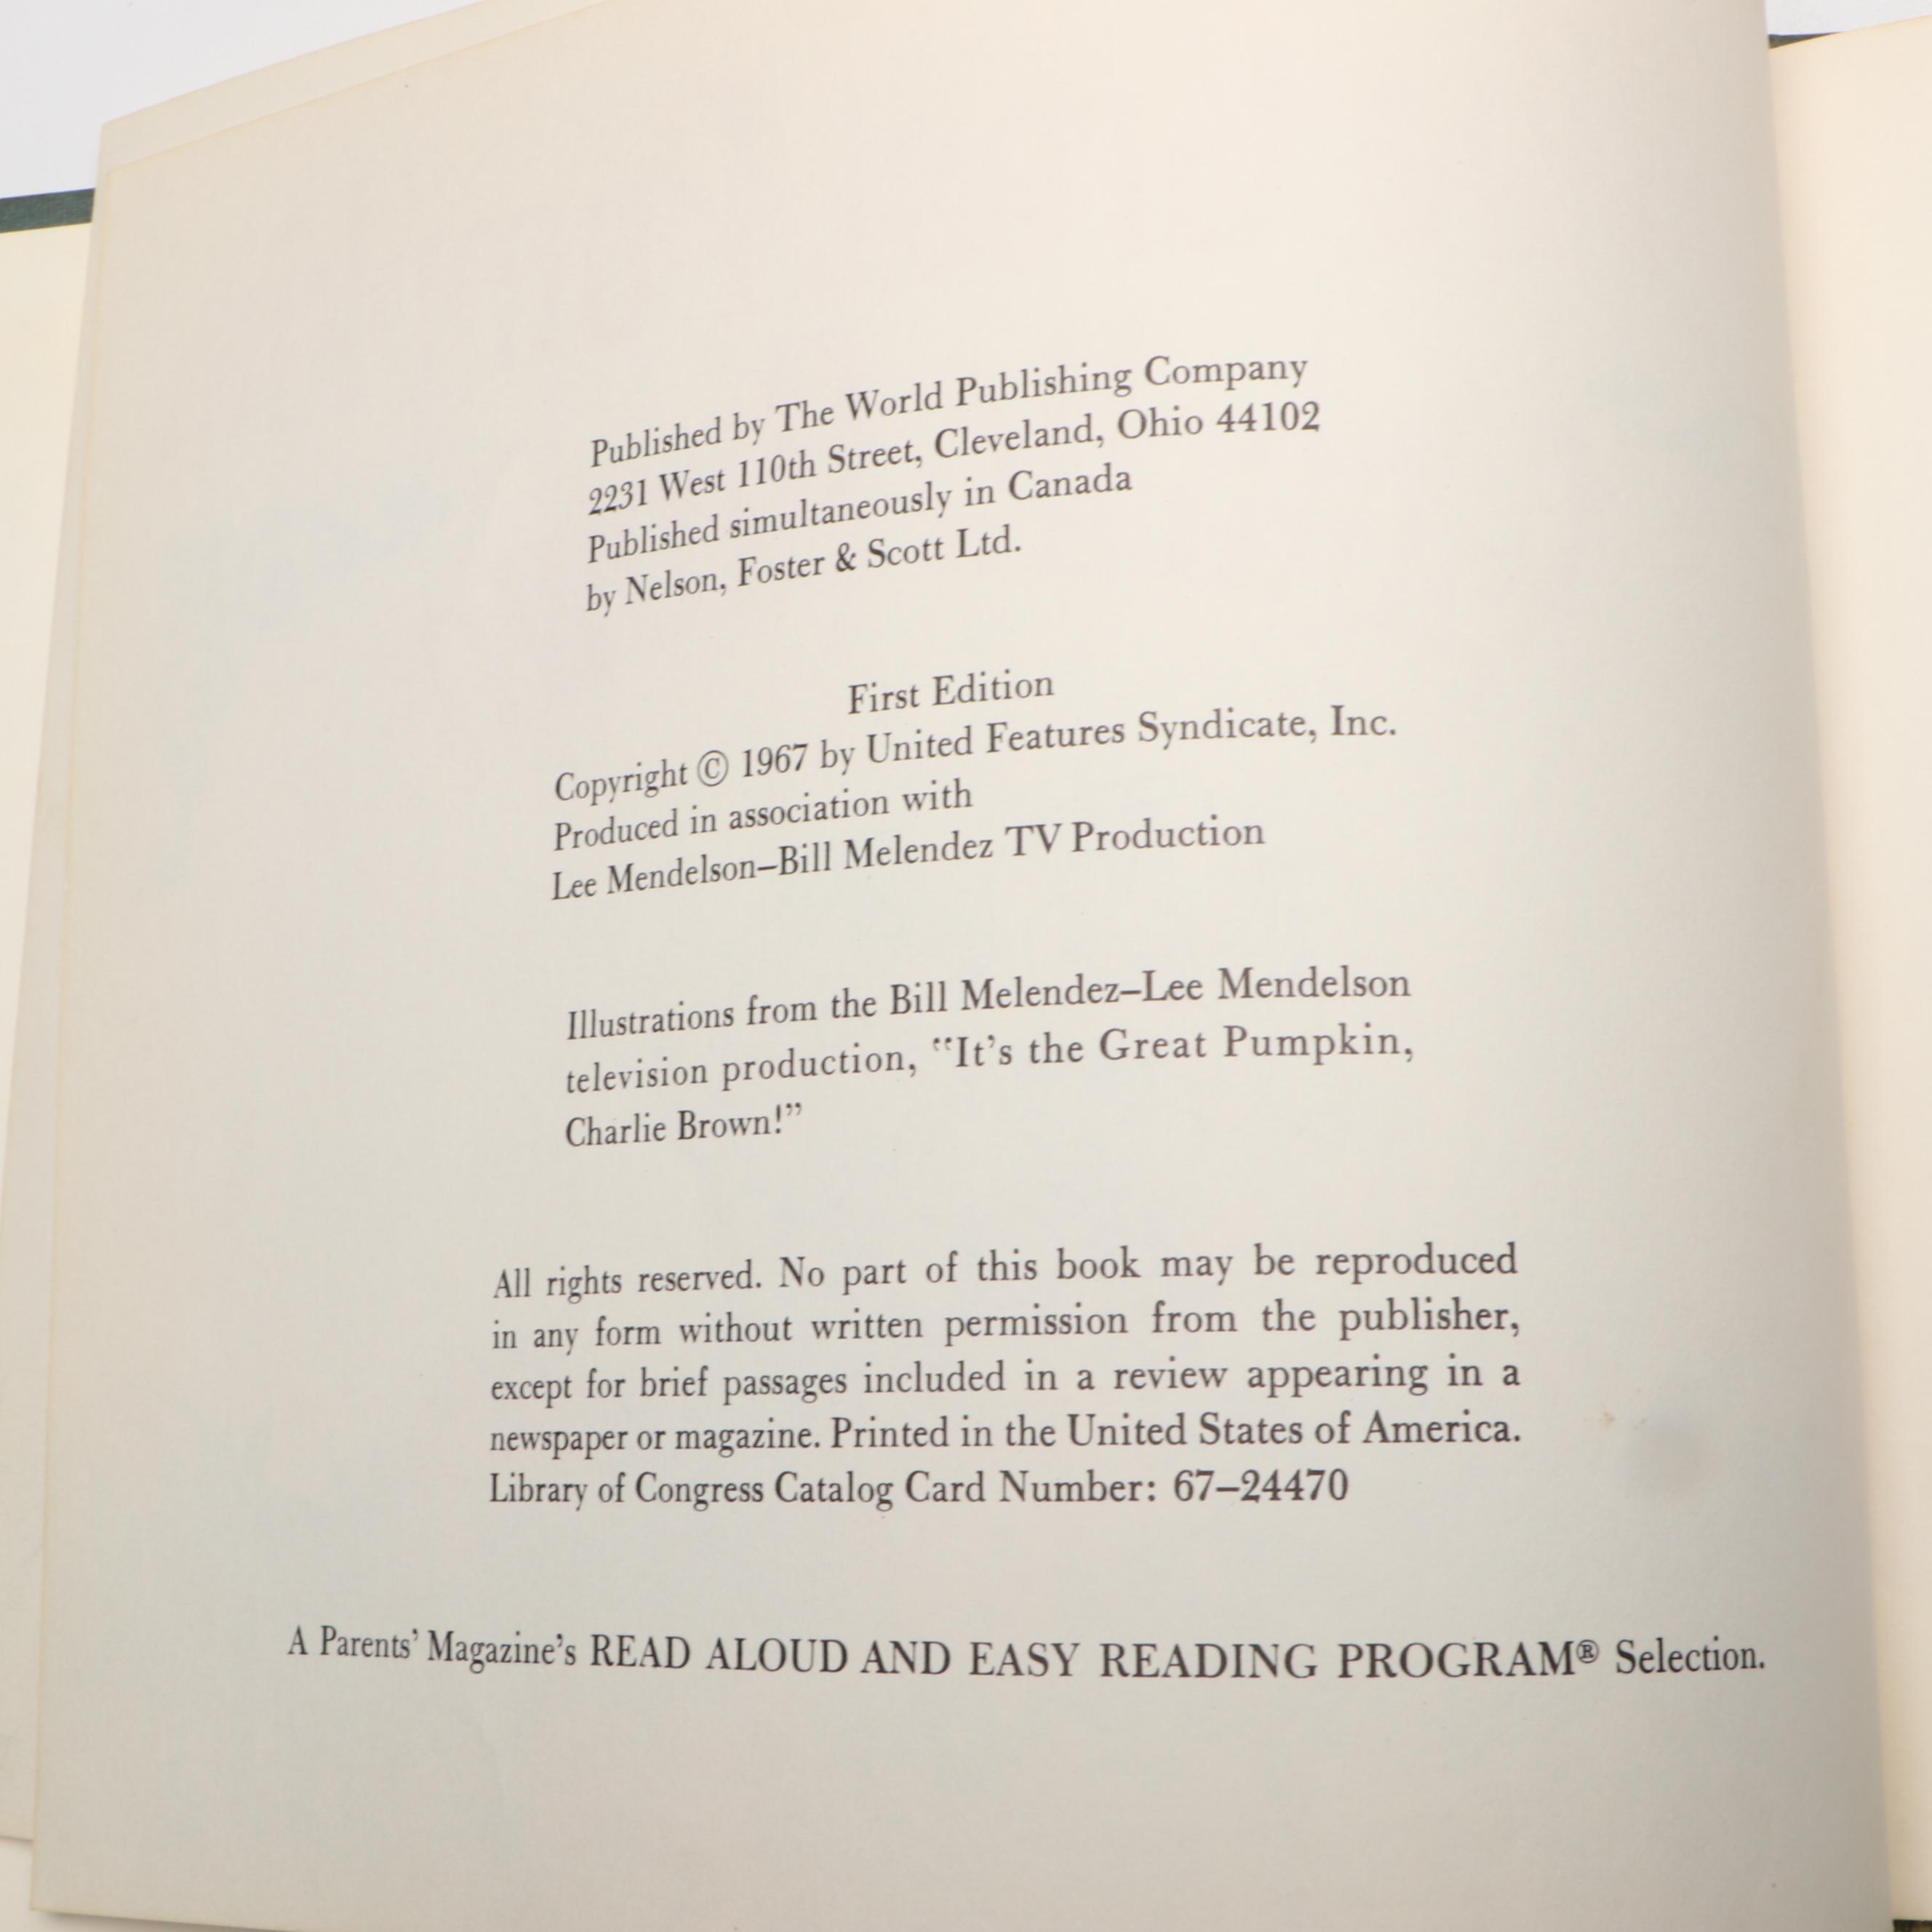 Published by The World Publishing Company
2231 West 110th Street, Cleveland, Ohio 44102
Published simultaneously in Canada
by Nelson, Foster & Scott Ltd.
First Edition
Copyright © 1967 by United Features Syndicate, Inc.
Produced in association with
Lee Mendelson–Bill Melendez TV Production
Illustrations from the Bill Melendez–Lee Mendelson
television production, “It’s the Great Pumpkin,
Charlie Brown!”
All rights reserved. No part of this book may be reproduced
in any form without written permission from the publisher,
except for brief passages included in a review appearing in a
newspaper or magazine. Printed in the United States of America.
Library of Congress Catalog Card Number: 67–24470
A Parents’ Magazine’s READ ALOUD AND EASY READING PROGRAM® Selection.